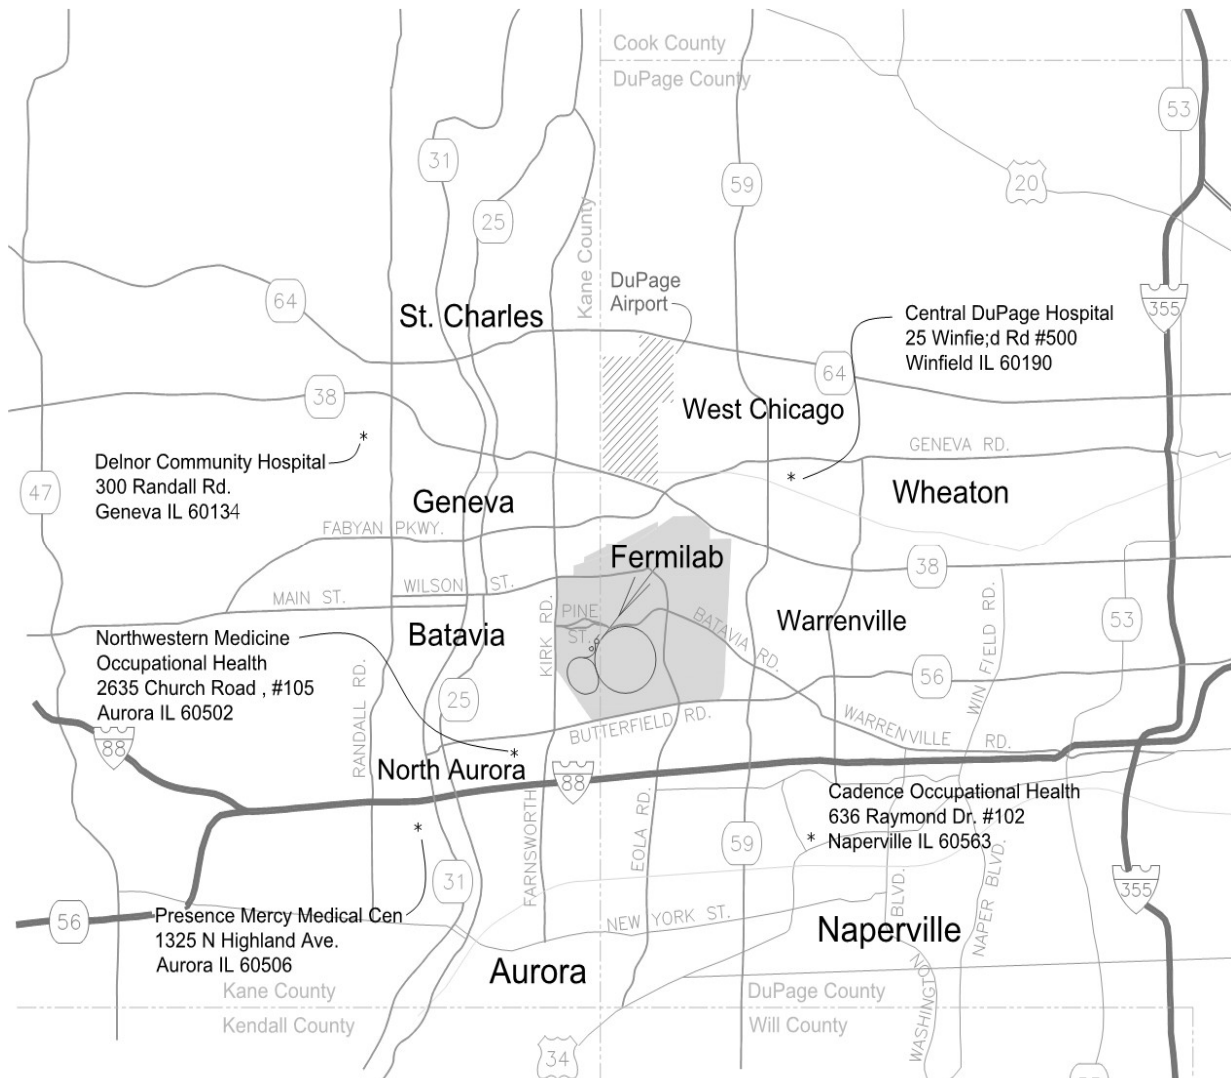 Cook County
DuPage County
53
31
59
20
25
Kane County
DuPage
Airport
64
St. Charles
355
Central DuPage Hospital
25 Winfie;d Rd #500
Winfield IL 60190
64
38
West Chicago
GENEVA RD.
Delnor Community Hospital
300 Randall Rd.
Geneva IL 60134
47
Geneva
Wheaton
FABYAN PKWY.
Fermilab
38
WILSON ST.
MAIN ST.
KIRK RD.
PINE
ST.
BATAVIA RD.
Warrenville
WINFIELD RD.
53
Batavia
Northwestern Medicine
Occupational Health
2635 Church Road , #105
Aurora IL 60502
56
25
RANDALL RD.
BUTTERFIELD RD.
WARRENVILLE RD.
88
North Aurora
88
Cadence Occupational Health
636 Raymond Dr. #102
Naperville IL 60563
FARNSWORTH
EOLA RD.
59
31
BLVD.
NAPER BLVD.
355
56
Presence Mercy Medical Cen
1325 N Highland Ave.
Aurora IL 60506
NEW YORK ST.
Naperville
Aurora
WASHINGTON
Kane County
Kendall County
DuPage County
Will County
34